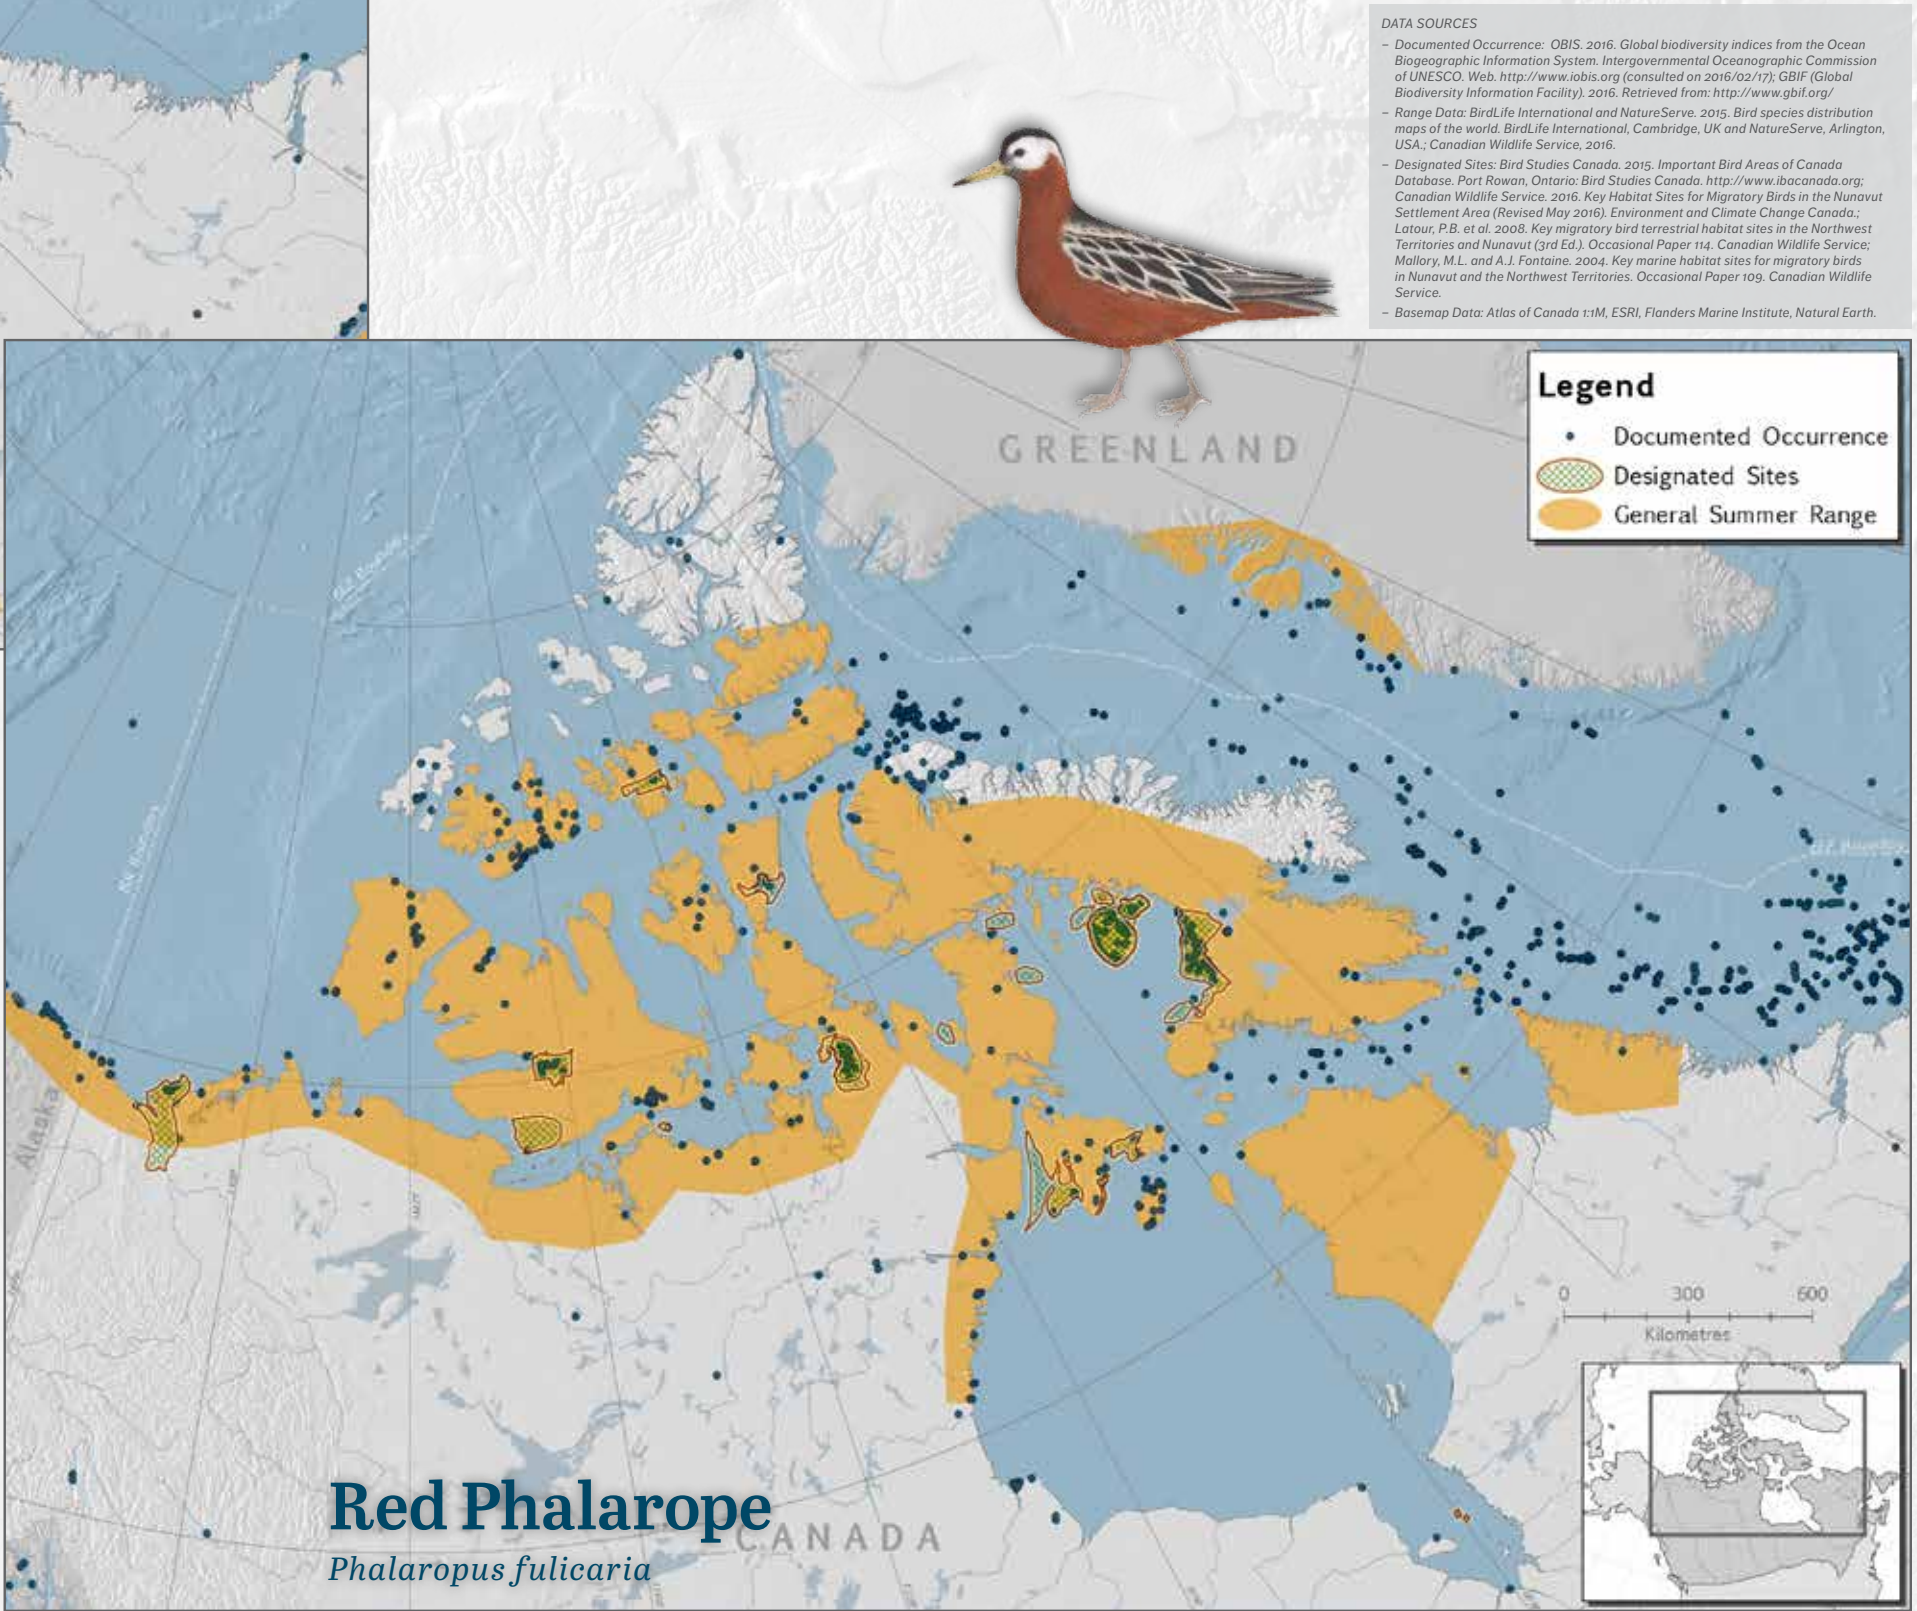 DATA SOURCES
– Documented Occurrence: OBIS. 2016. Global biodiversity indices from the Ocean
Biogeographic Information System. Intergovernmental Oceanographic Commission
of UNESCO. Web. http://www.iobis.org (consulted on 2016/02/17); GBIF (Global
Biodiversity Information Facility). 2016. Retrieved from: http://www.gbif.org/
– Range Data: BirdLife International and NatureServe. 2015. Bird species distribution
maps of the world. BirdLife International, Cambridge, UK and NatureServe, Arlington,
USA.; Canadian Wildlife Service, 2016.
– Designated Sites: Bird Studies Canada. 2015. Important Bird Areas of Canada
Database. Port Rowan, Ontario: Bird Studies Canada. http://www.ibacanada.org;
Canadian Wildlife Service. 2016. Key Habitat Sites for Migratory Birds in the Nunavut
Settlement Area (Revised May 2016). Environment and Climate Change Canada.;
Latour, P.B. et al. 2008. Key migratory bird terrestrial habitat sites in the Northwest
Territories and Nunavut (3rd Ed.). Occasional Paper 114. Canadian Wildlife Service;
Mallory, M.L. and A.J. Fontaine. 2004. Key marine habitat sites for migratory birds
in Nunavut and the Northwest Territories. Occasional Paper 109. Canadian Wildlife
Service.
– Basemap Data: Atlas of Canada 1:1M, ESRI, Flanders Marine Institute, Natural Earth.
Legend
Documented Occurrence
Designated Sites
General Summer Range
GREENLAND
Alaska
0 300 600
Kilometres
Red Phalarope
CANADA
Phalaropus fulicaria